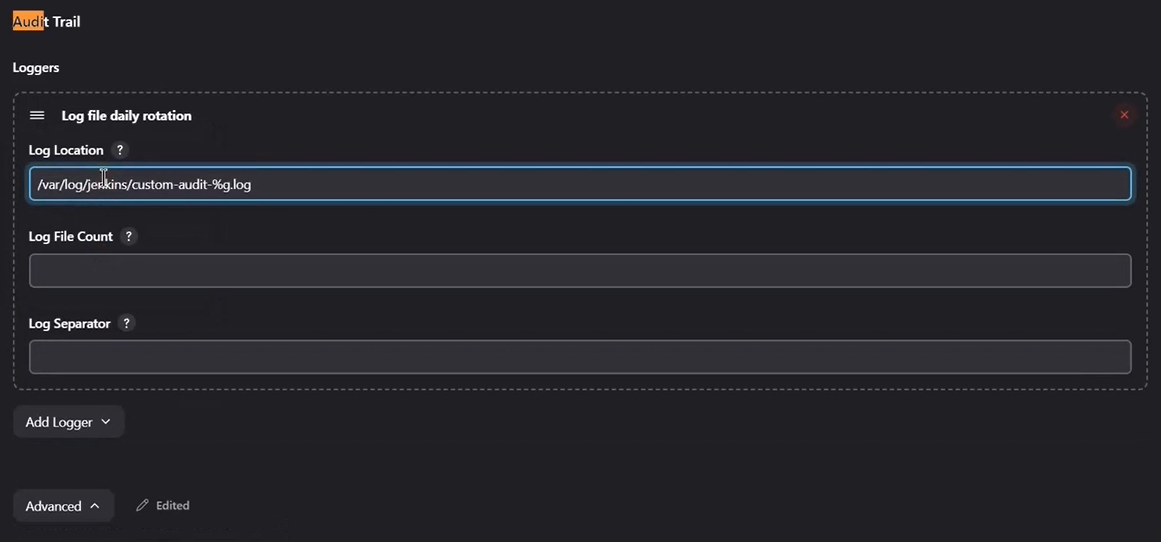 Audit Trail
Loggers
Log file daily rotation
Log Location ?
/var/log/jenkins/custom-audit-%g.log
Log File Count ?
Log Separator ?
Add Logger
Advanced
Edited